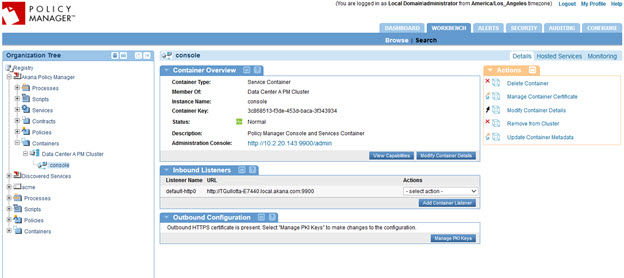 POLICY
MANAGER™
(You are logged in as Local Domain\administrator from America/Los_Angeles timezone)
Logout My Profile Help
DASHBOARD WORKBENCH ALERTS SECURITY AUDITING CONFIGURE
Browse | Search
Organization Tree
Registry
Akana Policy Manager
Processes
Scripts
Services
Contracts
Policies
Containers
Data Center A PM Cluster
console
Discovered Services
acme
Processes
Scripts
Policies
Containers
console
Details Hosted Services Monitoring
Container Overview
Container Type: Service Container
Member Of: Data Center A PM Cluster
Instance Name: console
Container Key: 3c868513-f3de-453d-baca-3f343934
Status: Normal
Description: Policy Manager Console and Services Container
Administration Console: http://10.2.20.143:9900/admin
View Capabilities Modify Container Details
Inbound Listeners
Listener Name URL Actions
default-http0 http://TGullotta-E7440.local.akana.com:9900 - select action -
Add Container Listener
Outbound Configuration
Outbound HTTPS certificate is present. Select "Manage PKI Keys" to make changes to the configuration.
Manage PKI Keys
Actions
Delete Container
Manage Container Certificate
Modify Container Details
Remove from Cluster
Update Container Metadata